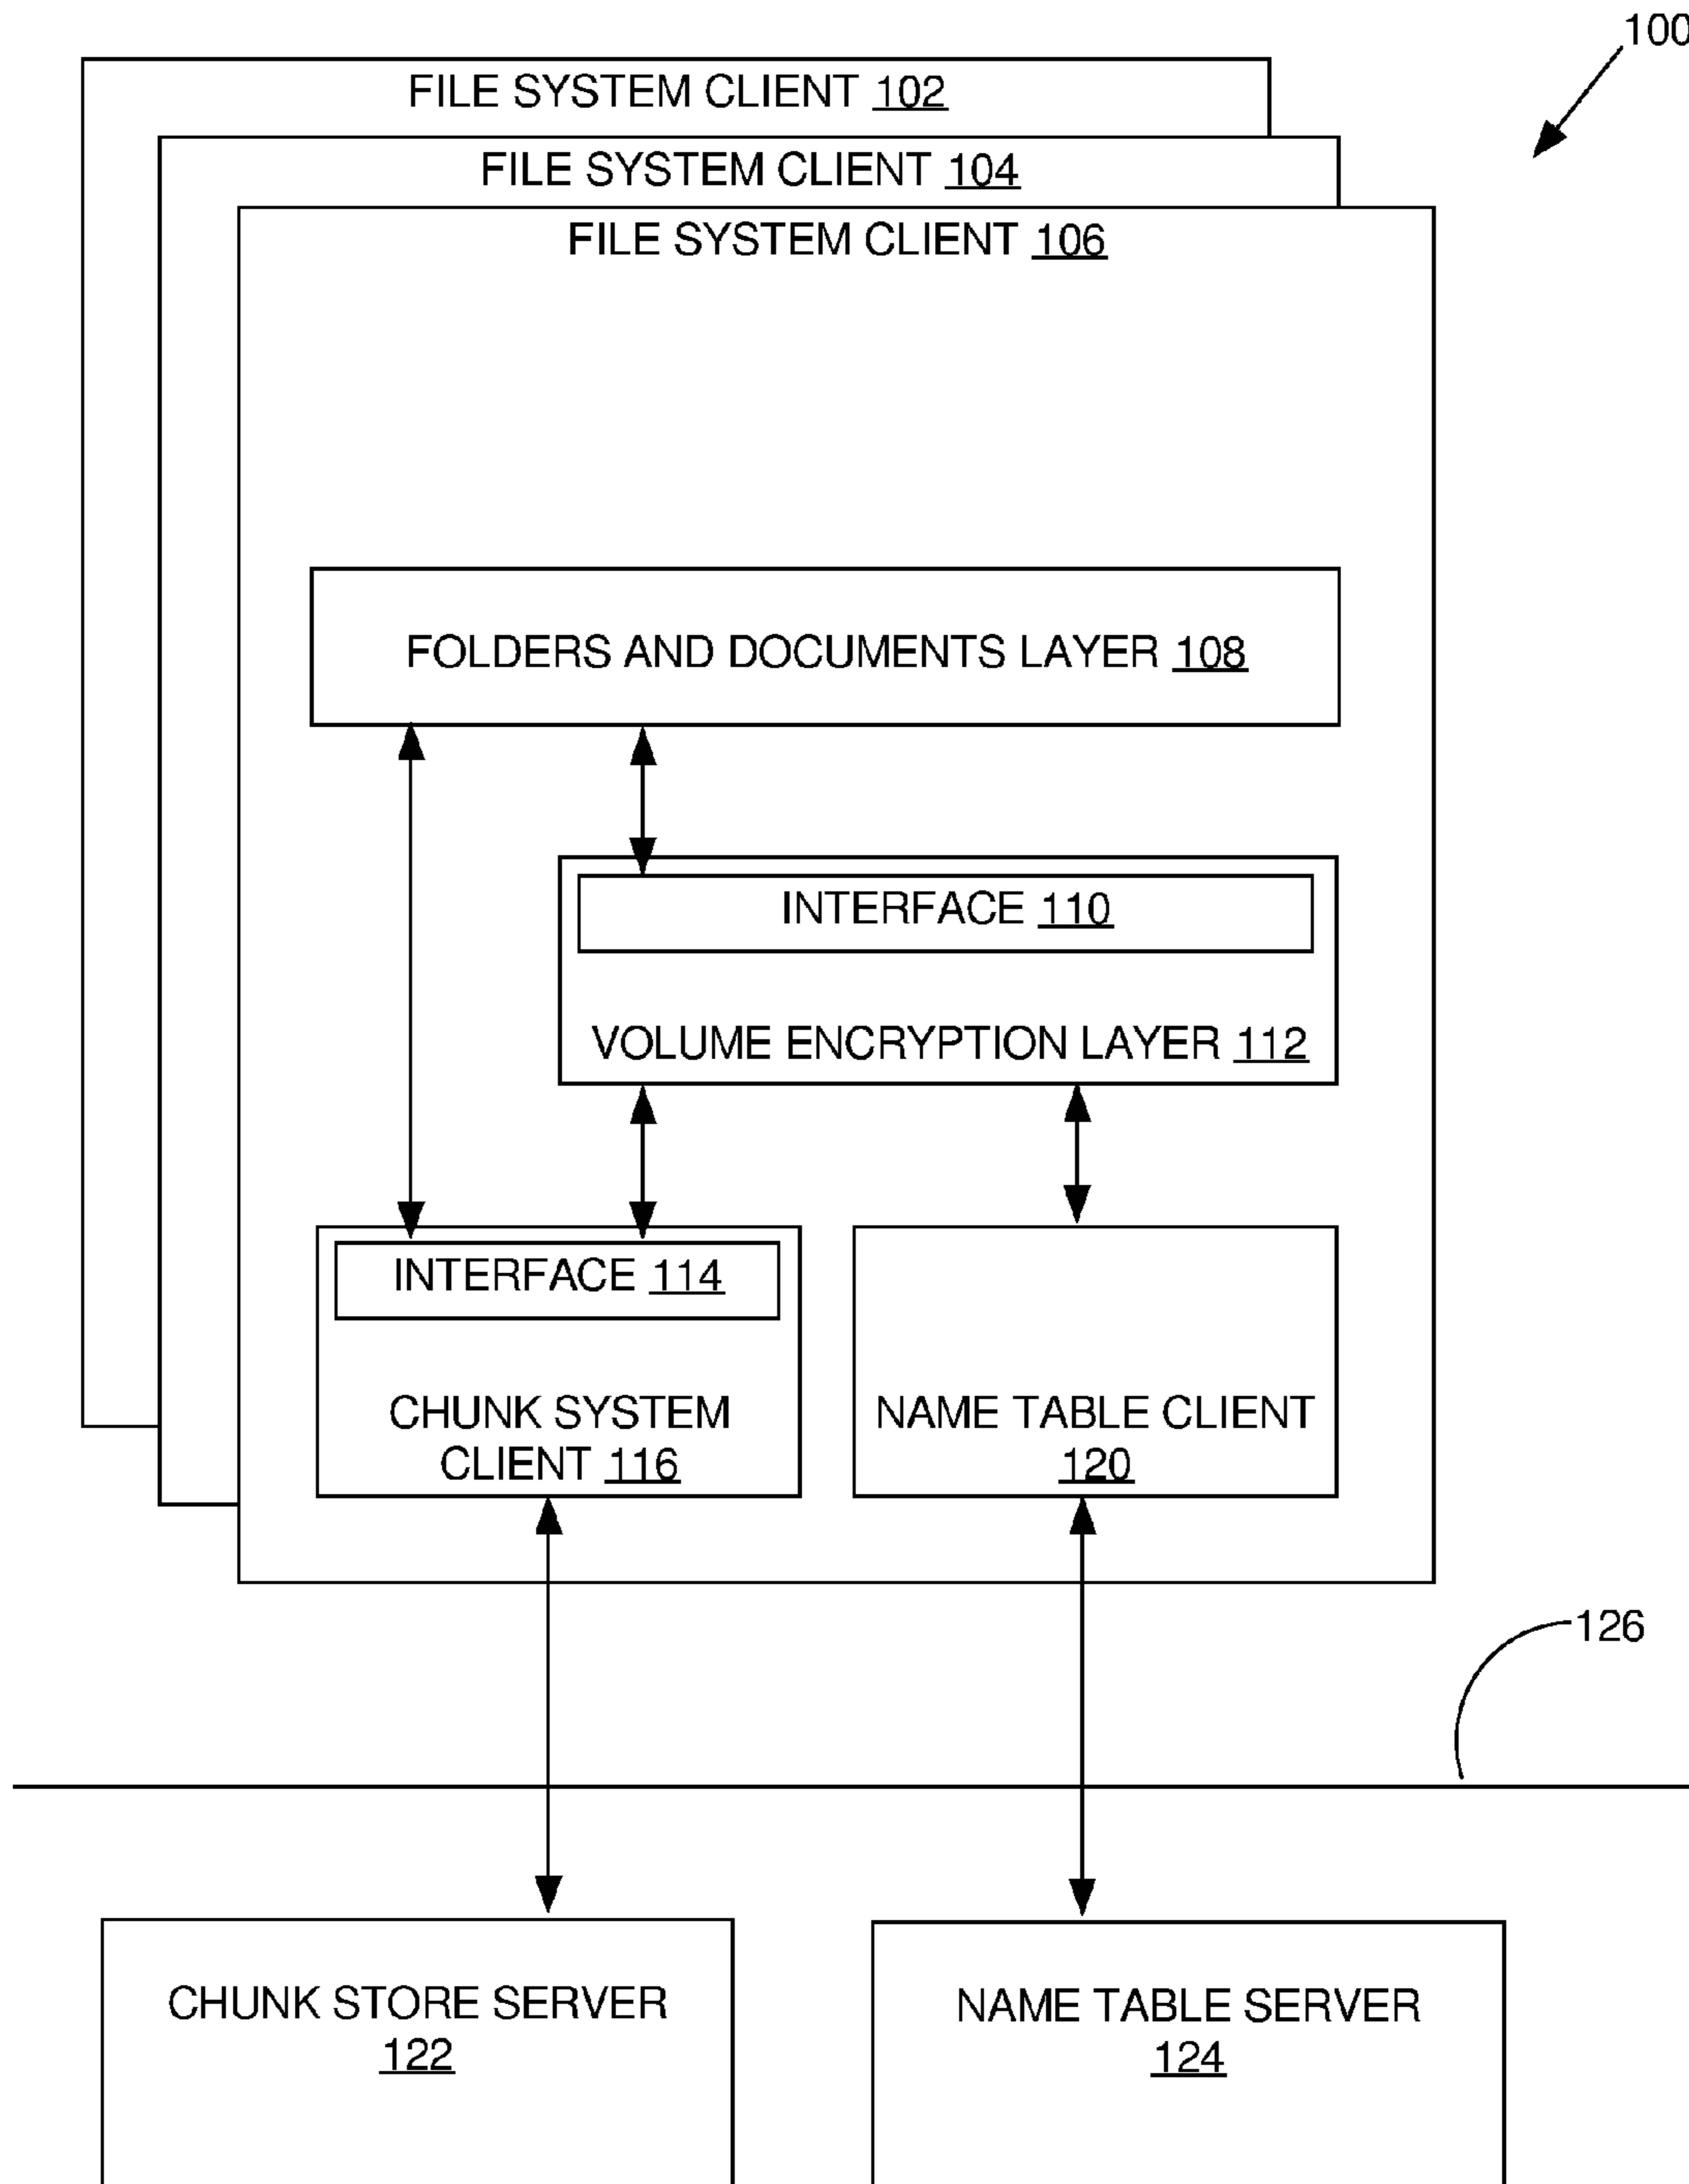 100
FILE SYSTEM CLIENT 102
FILE SYSTEM CLIENT 104
FILE SYSTEM CLIENT 106
FOLDERS AND DOCUMENTS LAYER 108
INTERFACE 110
VOLUME ENCRYPTION LAYER 112
INTERFACE 114
CHUNK SYSTEM
CLIENT 116
NAME TABLE CLIENT
120
126
CHUNK STORE SERVER
122
NAME TABLE SERVER
124